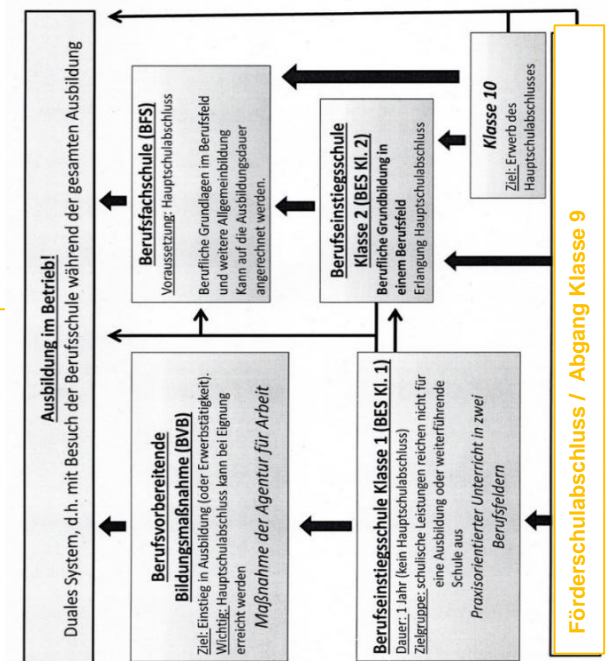 Ausbildung im Betrieb!
Duales System, d.h. mit Besuch der Berufsschule während der gesamten Ausbildung
Berufsvorbereitende
Bildungsmaßnahme (BVB)
Ziel: Einstieg in Ausbildung (oder Erwerbstätigkeit).
Wichtig: Hauptschulabschluss kann bei Eignung
erreicht werden
Maßnahme der Agentur für Arbeit
Berufsfachschule (BFS)
Voraussetzung: Hauptschulabschluss
Berufliche Grundlagen im Berufsfeld
und weitere Allgemeinbildung
Kann auf die Ausbildungsdauer
angerechnet werden.
Berufseinstiegsschule Klasse 1 (BES Kl. 1)
Dauer: 1 Jahr (kein Hauptschulabschluss)
Zielgruppe: schulische Leistungen reichen nicht für
eine Ausbildung oder weiterführende
Schule aus
Praxisorientierter Unterricht in zwei
Berufsfeldern
Berufseinstiegsschule
Klasse 2 (BES Kl. 2)
Berufliche Grundbildung in
einem Berufsfeld
Erlangung Hauptschulabschluss
Klasse 10
Ziel: Erwerb des
Hauptschulabschlusses
Förderschulabschluss / Abgang Klasse 9